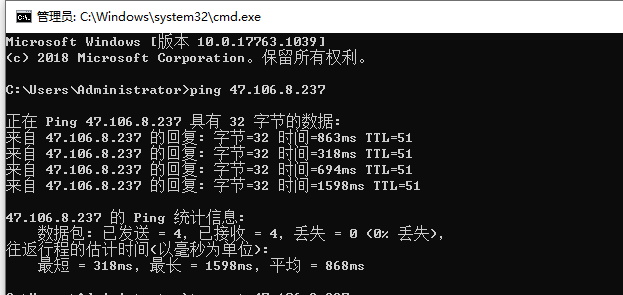 管理员: C:\Windows\system32\cmd.exe
Microsoft Windows [版本 10.0.17763.1039]
(c) 2018 Microsoft Corporation。保留所有权利。
C:\Users\Administrator>ping 47.106.8.237
正在 Ping 47.106.8.237 具有 32 字节的数据:
来自 47.106.8.237 的回复: 字节=32 时间=863ms TTL=51
来自 47.106.8.237 的回复: 字节=32 时间=318ms TTL=51
来自 47.106.8.237 的回复: 字节=32 时间=694ms TTL=51
来自 47.106.8.237 的回复: 字节=32 时间=1598ms TTL=51
47.106.8.237 的 Ping 统计信息:
数据包: 已发送 = 4，已接收 = 4，丢失 = 0 (0% 丢失)，
往返行程的估计时间(以毫秒为单位):
最短 = 318ms，最长 = 1598ms，平均 = 868ms